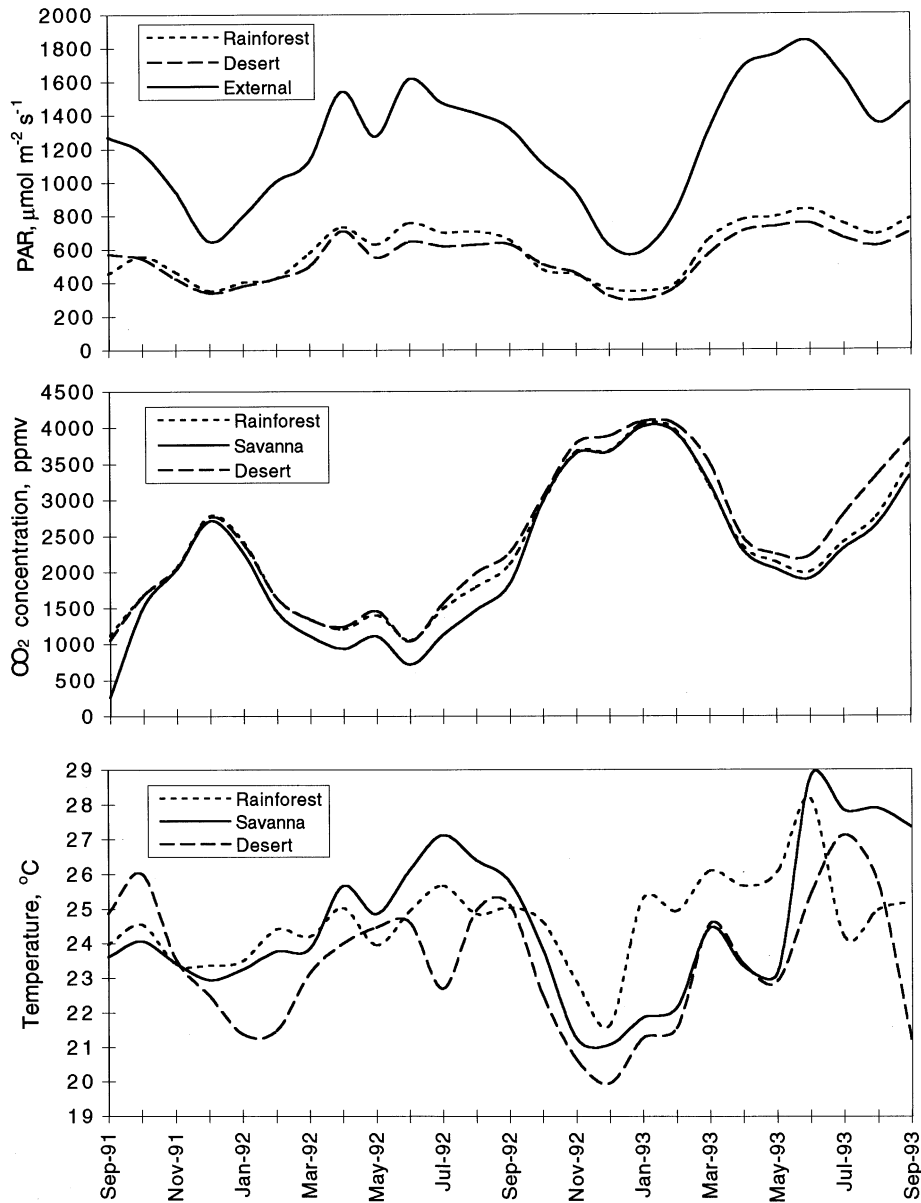 PAR, μmol m⁻² s⁻¹
2000
1800
1600
1400
1200
1000
800
600
400
200
0
Rainforest
Desert
External
CO₂ concentration, ppmv
4500
4000
3500
3000
2500
2000
1500
1000
500
0
Rainforest
Savanna
Desert
Temperature, °C
29
28
27
26
25
24
23
22
21
20
19
Rainforest
Savanna
Desert
Sep-91
Nov-91
Jan-92
Mar-92
May-92
Jul-92
Sep-92
Nov-92
Jan-93
Mar-93
May-93
Jul-93
Sep-93